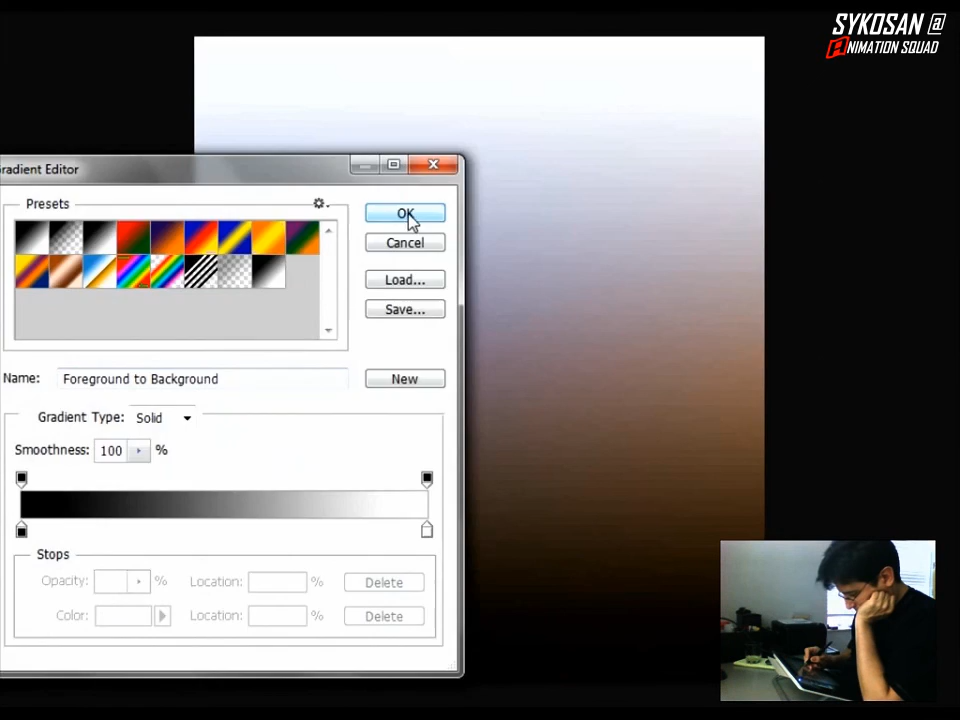 SYKOSAN @
ANIMATION SQUAD
Gradient Editor
Presets
OK
Cancel
Load...
Save...
Name: Foreground to Background
New
Gradient Type: Solid
Smoothness: 100 %
Stops
Opacity: % Location: % Delete
Color: Location: % Delete